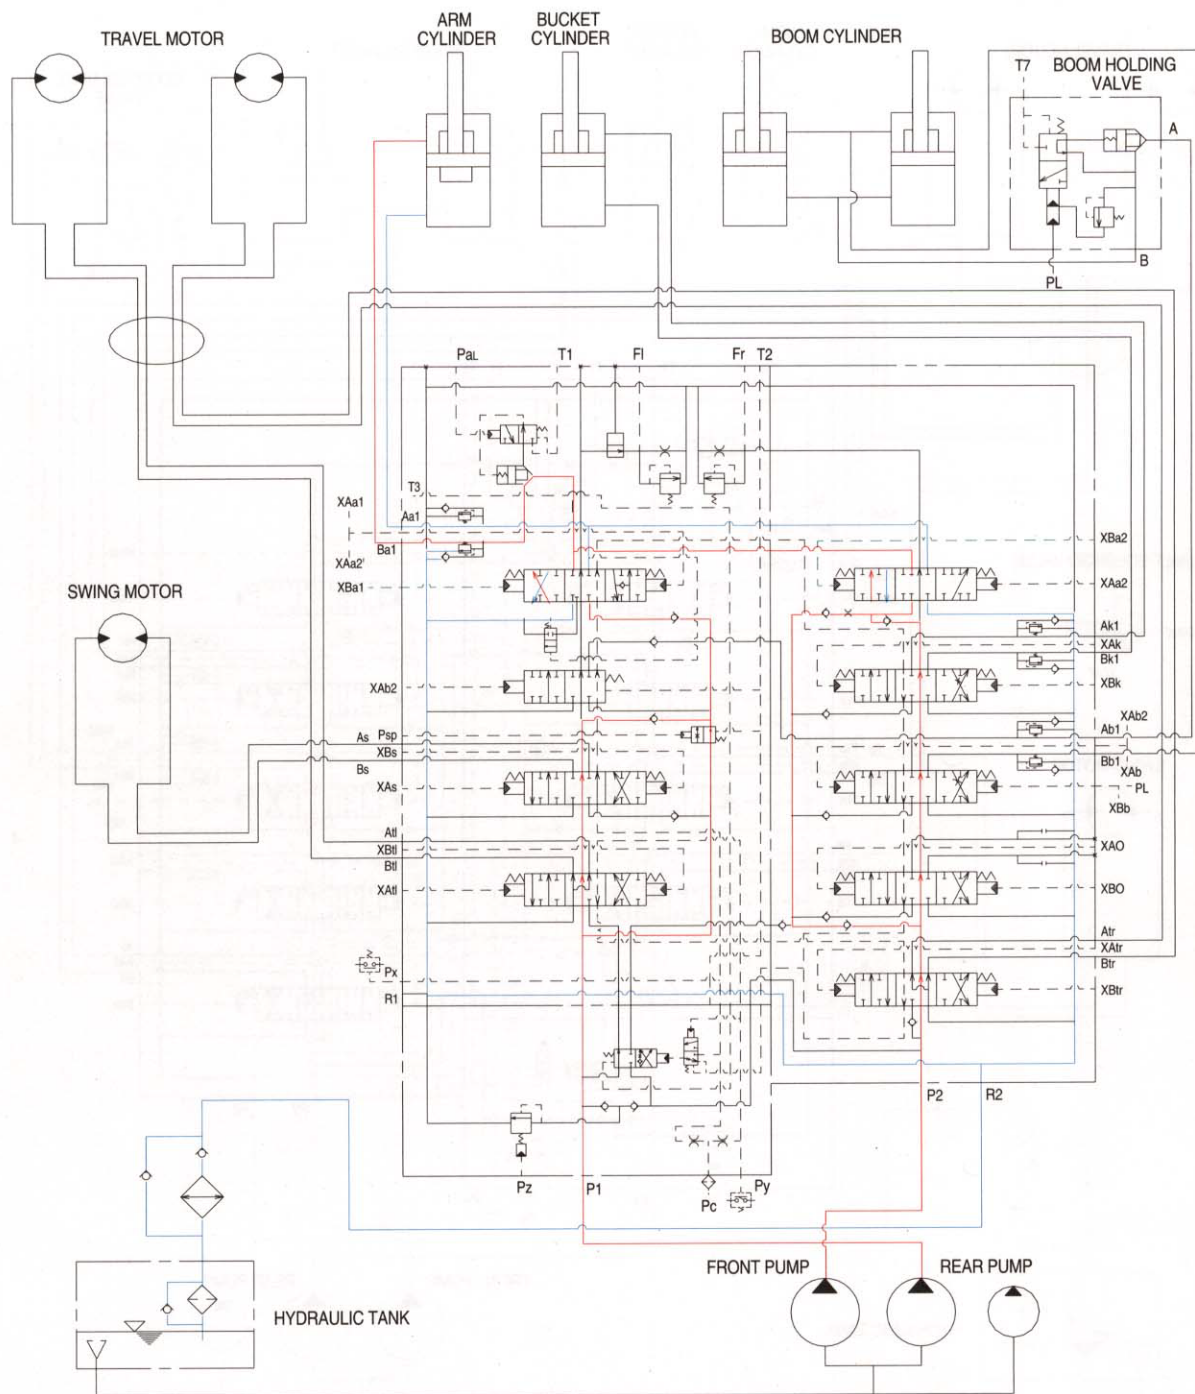 TRAVEL MOTOR
ARM
CYLINDER
BUCKET
CYLINDER
BOOM CYLINDER
T7
BOOM HOLDING
VALVE
A
B
PL
PaL
T1
Fl
Fr
T2
T3
XAa1
Aa1
Ba1
XAa2'
XBa1
XBa2
XAa2
SWING MOTOR
Ak1
XAk
Bk1
XBk
XAb2
Psp
As
XBs
Bs
XAs
XAb2
Ab1
Bb1
XAb
PL
XBb
Atl
XBtl
Btl
XAtl
XAO
XBO
Atr
XAtr
Btr
XBtr
Px
R1
P2
R2
Pz
P1
Pc
Py
FRONT PUMP
REAR PUMP
HYDRAULIC TANK